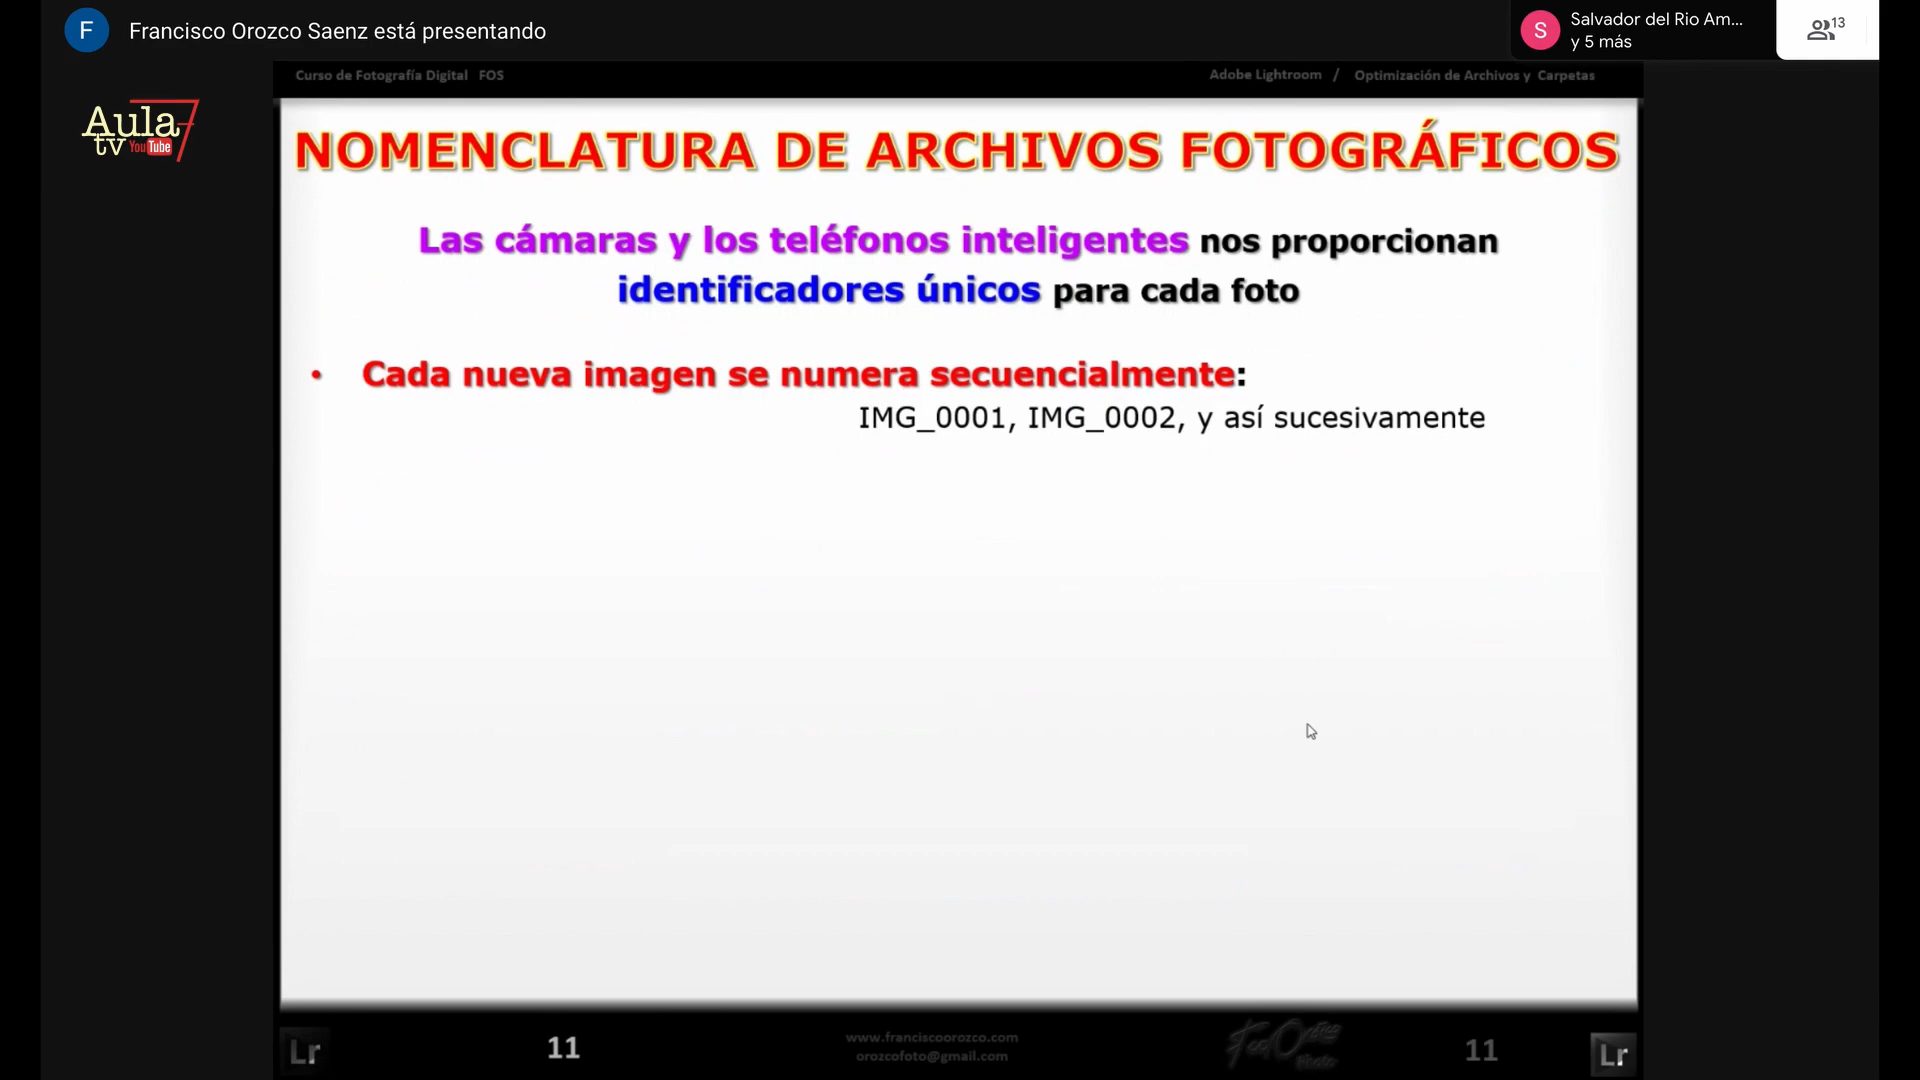 F
Francisco Orozco Saenz está presentando
S
Salvador del Rio Am...
y 5 más
13
Curso de Fotografía Digital FOS
Adobe Lightroom / Optimización de Archivos y Carpetas
Aula 7
tv YouTube
NOMENCLATURA DE ARCHIVOS FOTOGRÁFICOS
Las cámaras y los teléfonos inteligentes nos proporcionan
identificadores únicos para cada foto
• Cada nueva imagen se numera secuencialmente:
IMG_0001, IMG_0002, y así sucesivamente
Lr
11
www.franciscoorozco.com
orozcofoto@gmail.com
11
Lr